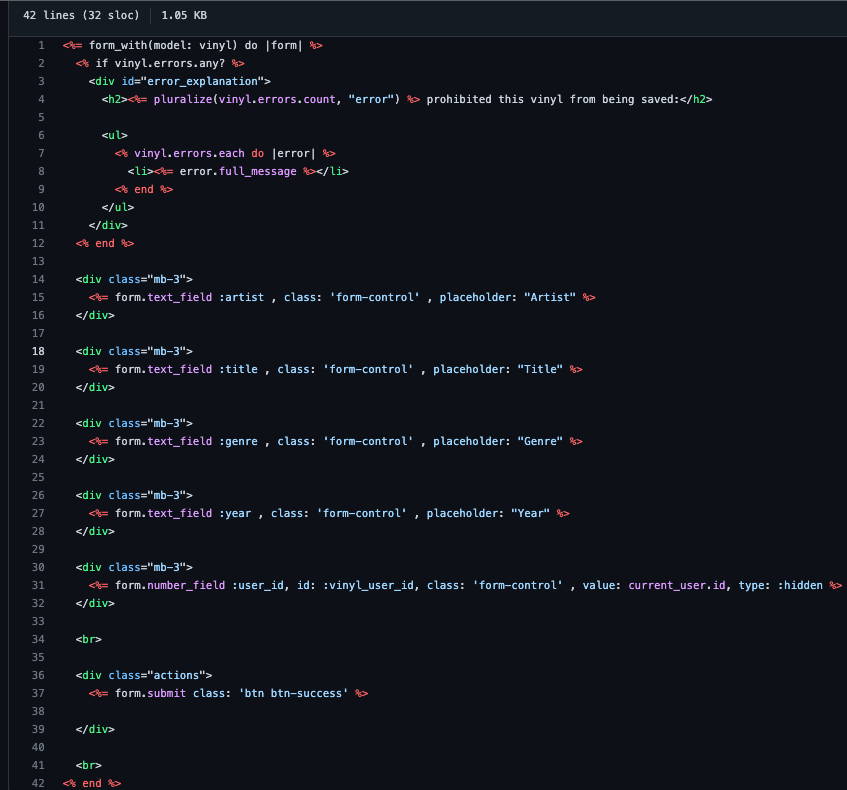 42 lines (32 sloc) 1.05 KB
1 <%= form_with(model: vinyl) do |form| %>
2   <% if vinyl.errors.any? %>
3     <div id="error_explanation">
4       <h2><%= pluralize(vinyl.errors.count, "error") %> prohibited this vinyl from being saved:</h2>
5
6       <ul>
7         <% vinyl.errors.each do |error| %>
8           <li><%= error.full_message %></li>
9         <% end %>
10       </ul>
11     </div>
12   <% end %>
13
14   <div class="mb-3">
15     <%= form.text_field :artist , class: 'form-control' , placeholder: "Artist" %>
16   </div>
17
18   <div class="mb-3">
19     <%= form.text_field :title , class: 'form-control' , placeholder: "Title" %>
20   </div>
21
22   <div class="mb-3">
23     <%= form.text_field :genre , class: 'form-control' , placeholder: "Genre" %>
24   </div>
25
26   <div class="mb-3">
27     <%= form.text_field :year , class: 'form-control' , placeholder: "Year" %>
28   </div>
29
30   <div class="mb-3">
31     <%= form.number_field :user_id, id: :vinyl_user_id, class: 'form-control' , value: current_user.id, type: :hidden %>
32   </div>
33
34   <br>
35
36   <div class="actions">
37     <%= form.submit class: 'btn btn-success' %>
38
39   </div>
40
41   <br>
42 <% end %>